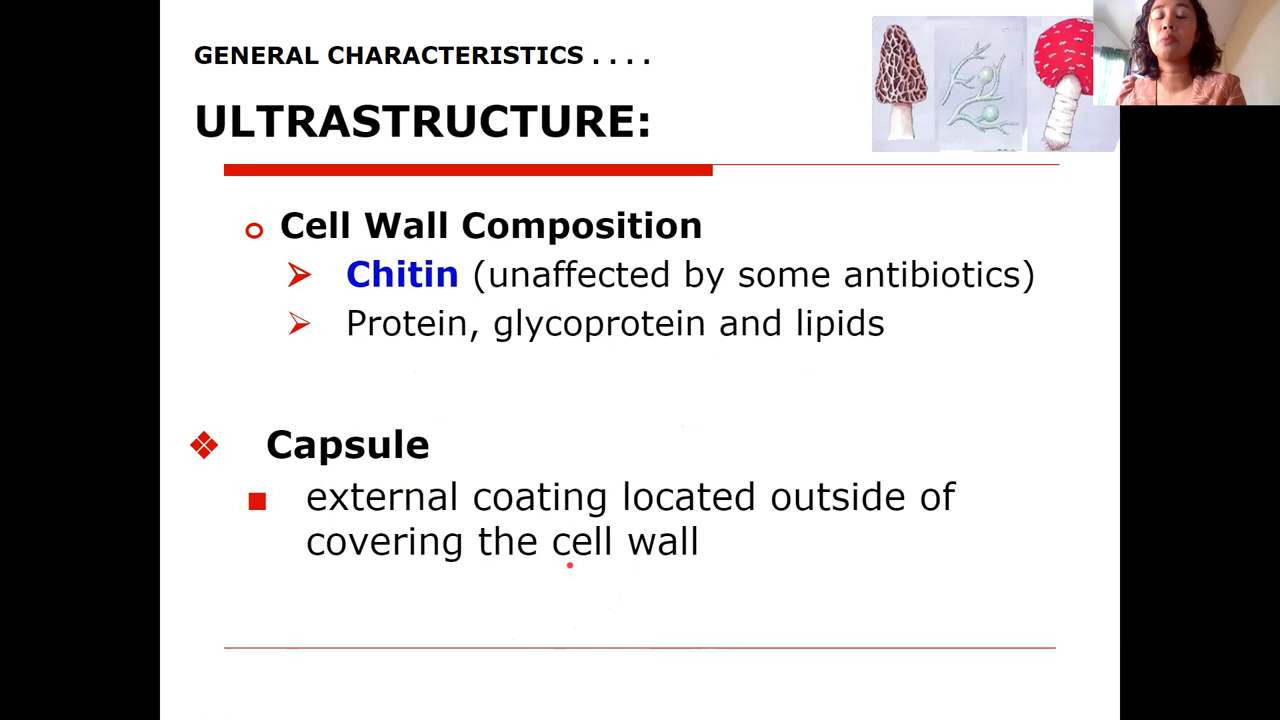 GENERAL CHARACTERISTICS . . . .
ULTRASTRUCTURE:
Cell Wall Composition
Chitin (unaffected by some antibiotics)
Protein, glycoprotein and lipids
Capsule
external coating located outside of
covering the cell wall